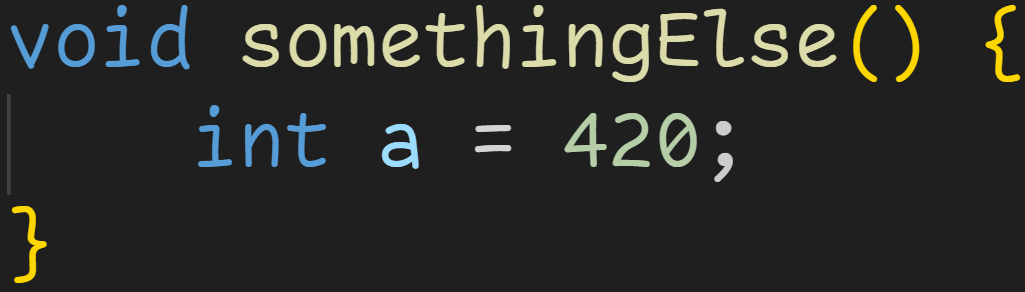 void somethingElse() {
    int a = 420;
}